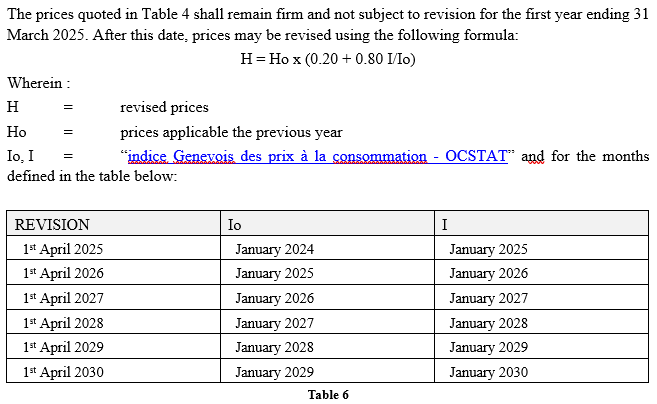 The prices quoted in Table 4 shall remain firm and not subject to revision for the first year ending 31
March 2025. After this date, prices may be revised using the following formula:
H = Ho x (0.20 + 0.80 I/Io)
Wherein :
H = revised prices
Ho = prices applicable the previous year
Io, I = “indice Genevois des prix à la consommation - OCSTAT” and for the months
defined in the table below:
REVISION Io I
1st April 2025 January 2024 January 2025
1st April 2026 January 2025 January 2026
1st April 2027 January 2026 January 2027
1st April 2028 January 2027 January 2028
1st April 2029 January 2028 January 2029
1st April 2030 January 2029 January 2030
Table 6